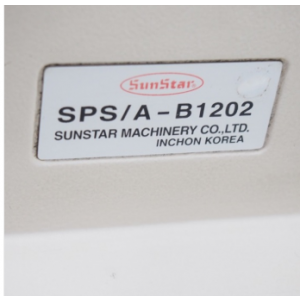 SunStar
SPS/A-B1202
SUNSTAR MACHINERY CO.,LTD.
INCHON KOREA